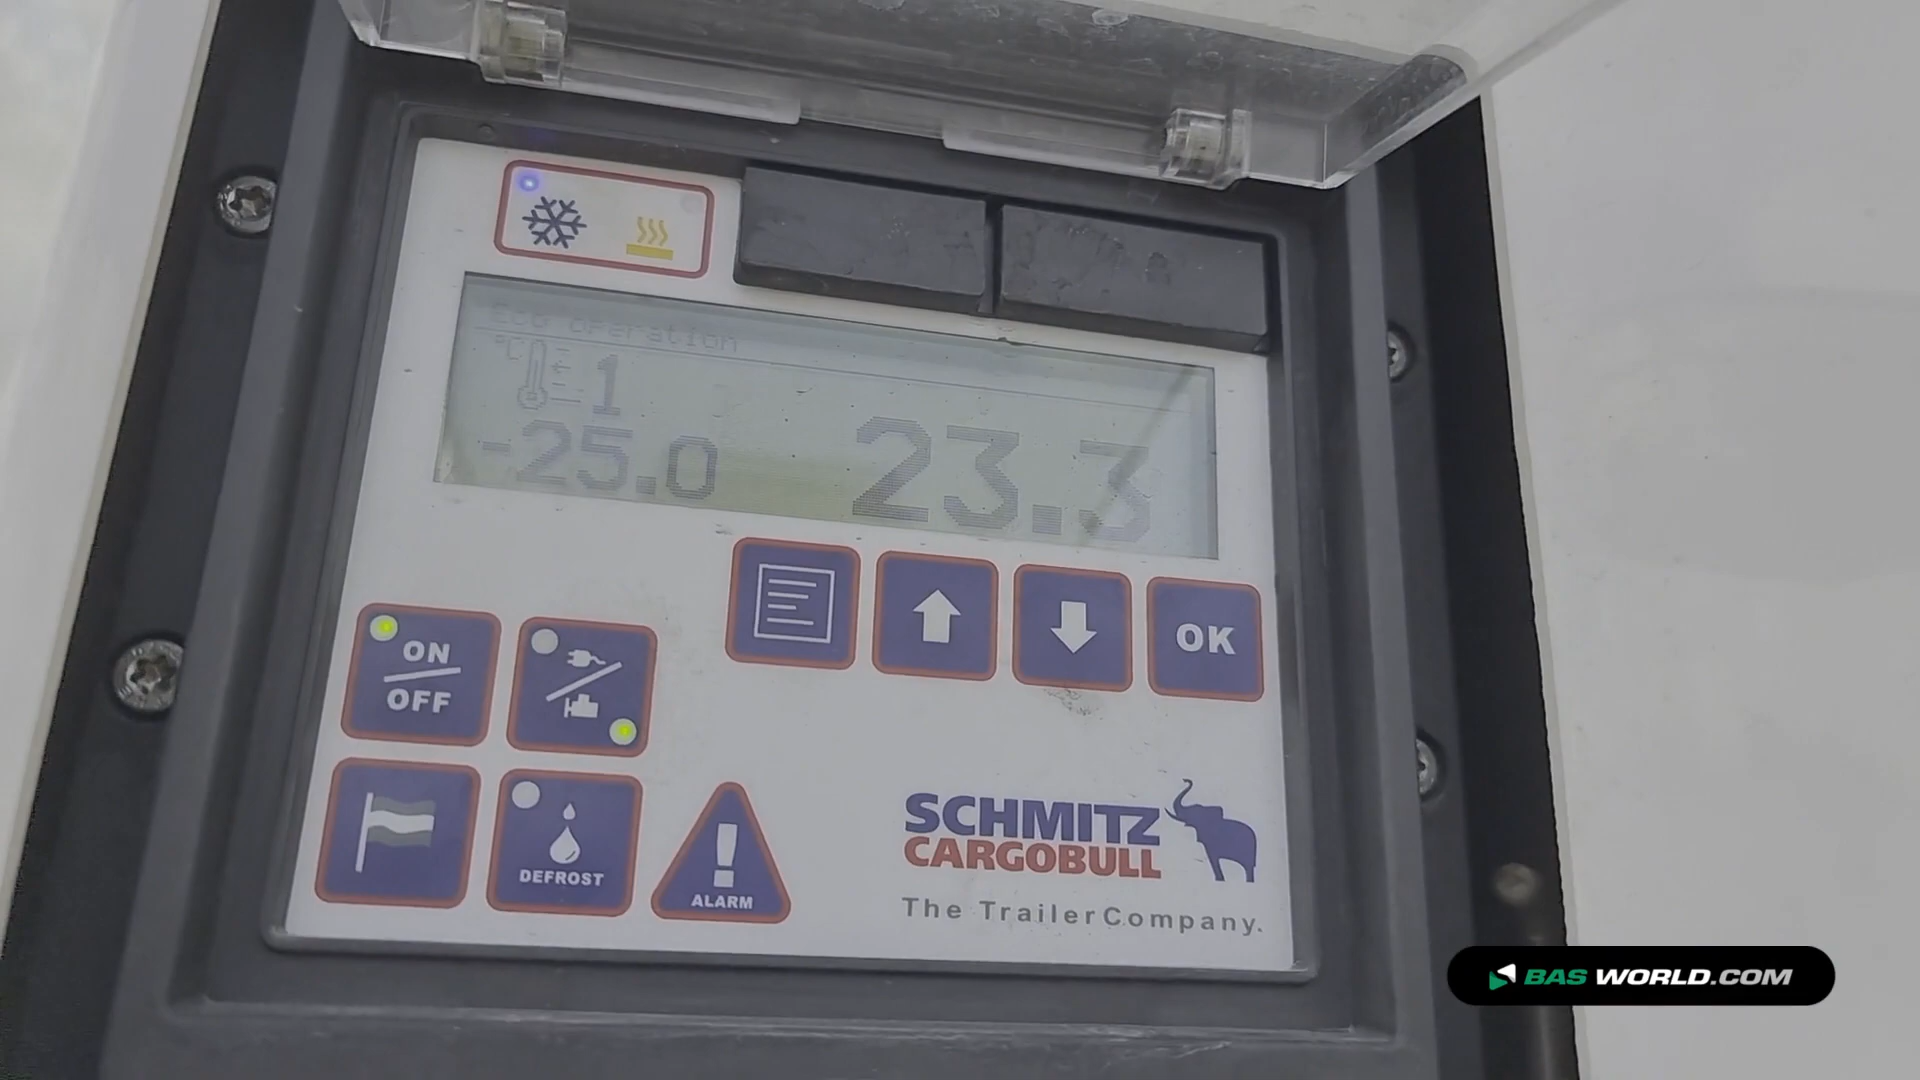 Eco operation
°C 1
-25.0 23.3
ON
OFF
OK
DEFROST
ALARM
SCHMITZ
CARGOBULL
The TrailerCompany.
BAS WORLD.COM